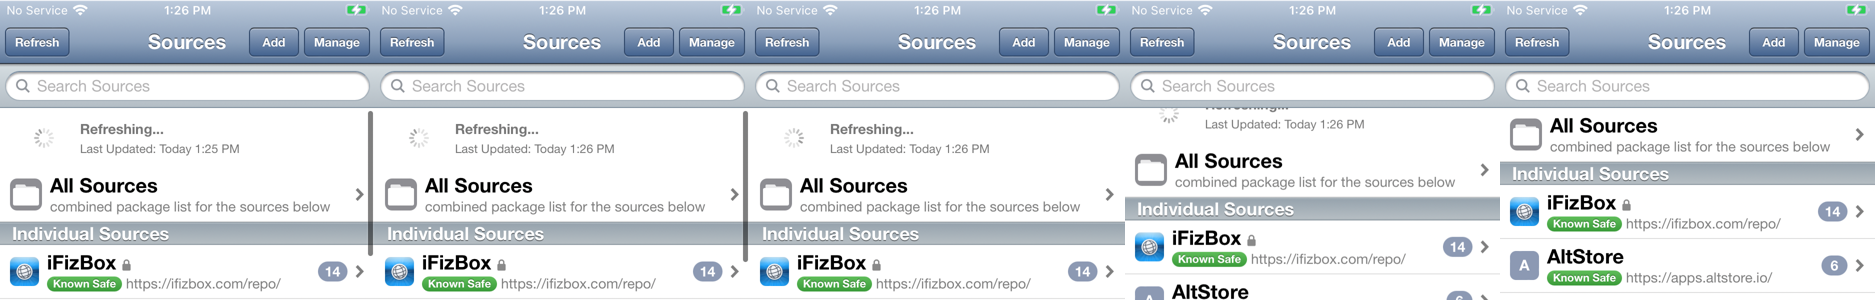 No Service 1:26 PM
Refresh Sources Add Manage
Search Sources
Refreshing...
Last Updated: Today 1:25 PM
All Sources
combined package list for the sources below
Individual Sources
iFizBox
14
Known Safe https://ifizbox.com/repo/
No Service 1:26 PM
Refresh Sources Add Manage
Search Sources
Refreshing...
Last Updated: Today 1:26 PM
All Sources
combined package list for the sources below
Individual Sources
iFizBox
14
Known Safe https://ifizbox.com/repo/
No Service 1:26 PM
Refresh Sources Add Manage
Search Sources
Refreshing...
Last Updated: Today 1:26 PM
All Sources
combined package list for the sources below
Individual Sources
iFizBox
14
Known Safe https://ifizbox.com/repo/
No Service 1:26 PM
Refresh Sources Add Manage
Search Sources
Refreshing...
Last Updated: Today 1:26 PM
All Sources
combined package list for the sources below
Individual Sources
iFizBox
14
Known Safe https://ifizbox.com/repo/
A AltStore
6
No Service 1:26 PM
Refresh Sources Add Manage
Search Sources
All Sources
combined package list for the sources below
Individual Sources
iFizBox
14
Known Safe https://ifizbox.com/repo/
A AltStore
6
Known Safe https://apps.altstore.io/